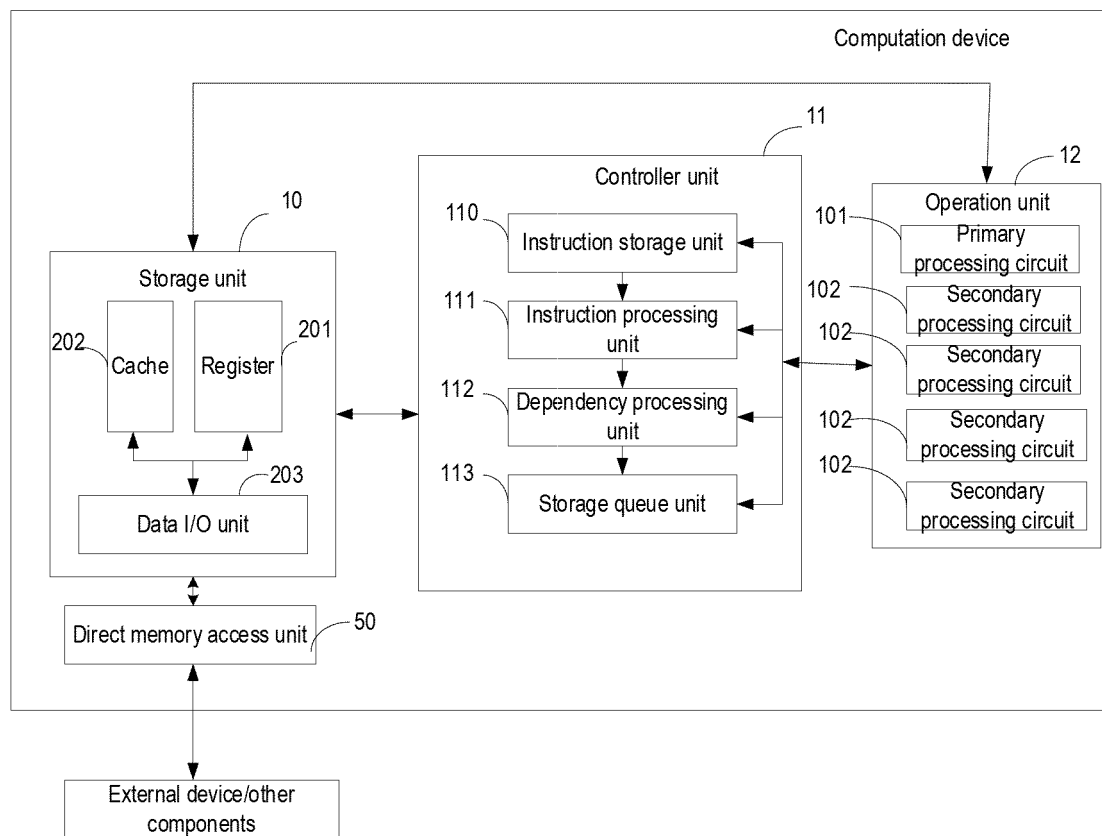 Computation device
11
Controller unit
12
Operation unit
10
Storage unit
110
Instruction storage unit
101
Primary
processing circuit
202
Cache
Register
201
111
Instruction processing
unit
102
Secondary
processing circuit
102
Secondary
processing circuit
112
Dependency processing
unit
102
Secondary
processing circuit
203
Data I/O unit
113
Storage queue unit
102
Secondary
processing circuit
Direct memory access unit
50
External device/other
components